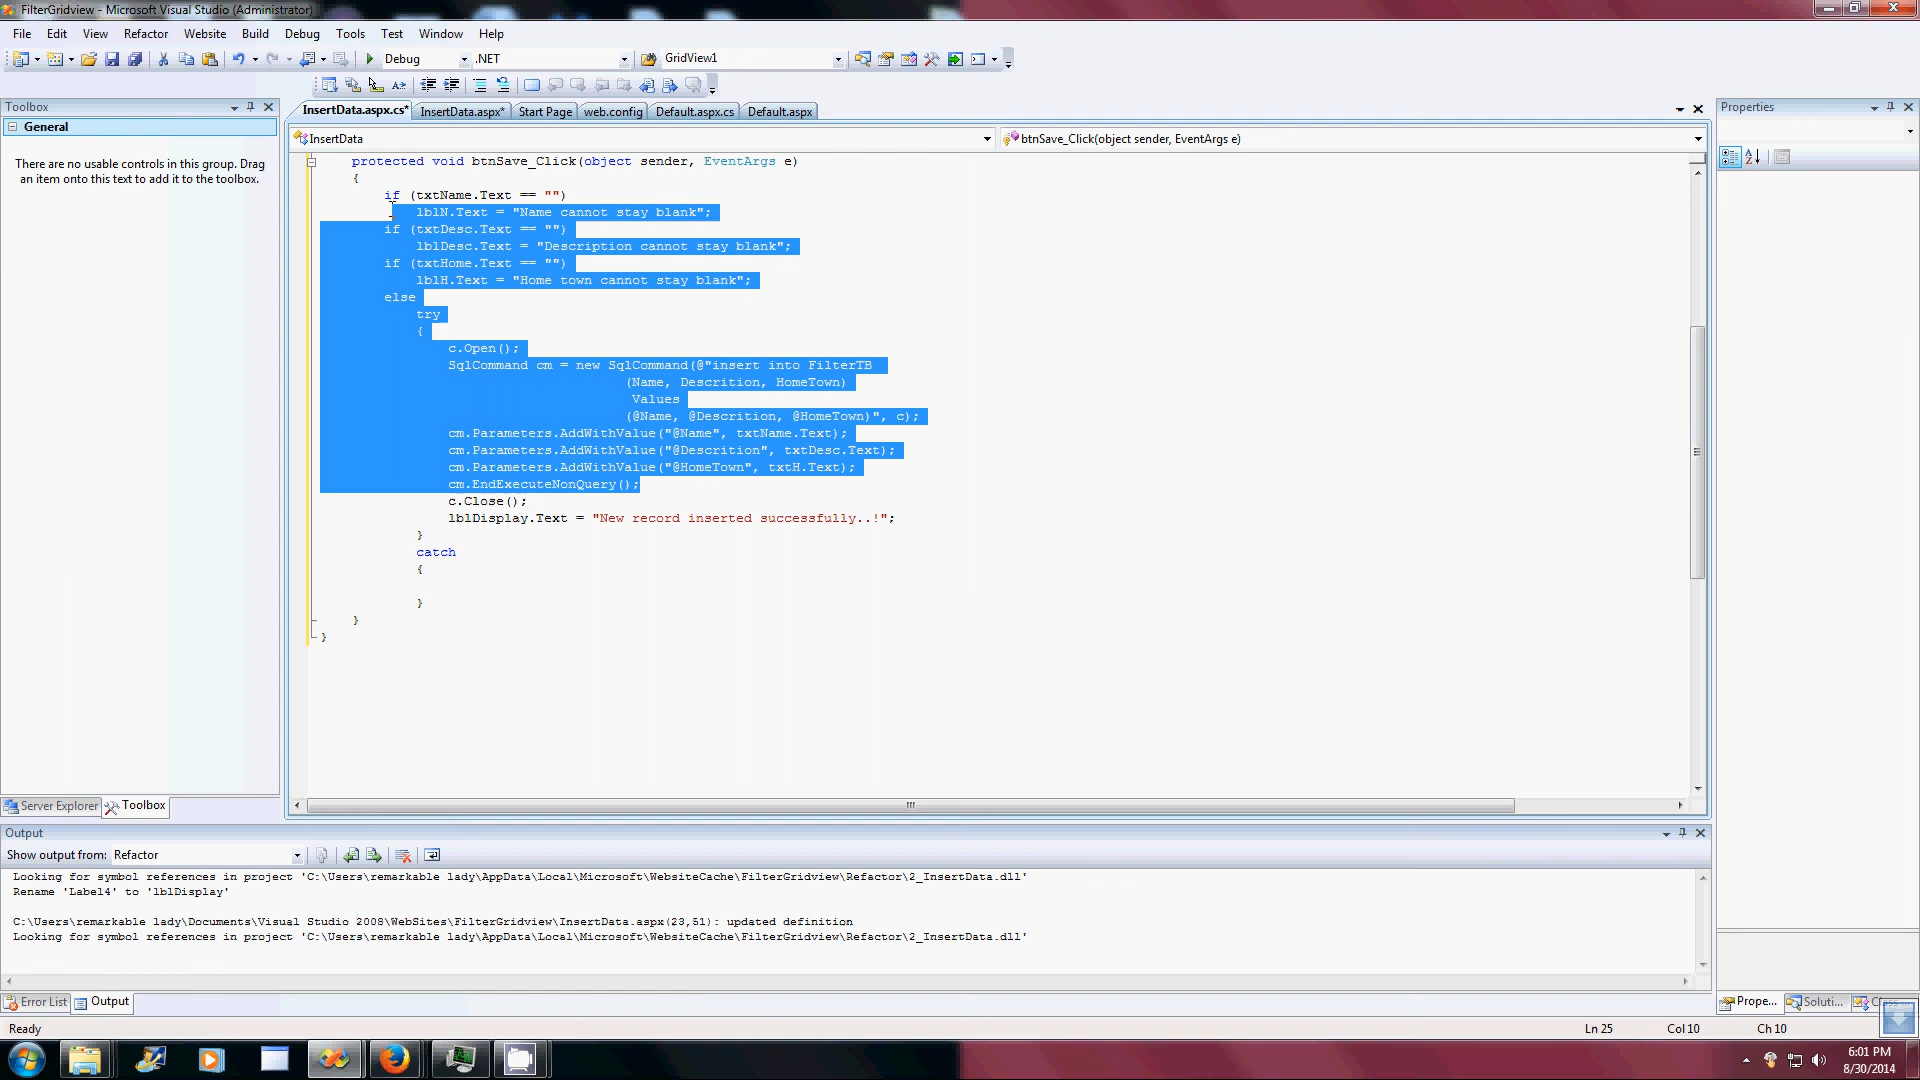 FilterGridview - Microsoft Visual Studio (Administrator)
File Edit View Refactor Website Build Debug Tools Test Window Help
Debug .NET GridView1
Toolbox
InsertData.aspx.cs* InsertData.aspx* Start Page web.config Default.aspx.cs Default.aspx
Properties
General
There are no usable controls in this group. Drag
an item onto this text to add it to the toolbox.
InsertData btnSave_Click(object sender, EventArgs e)
protected void btnSave_Click(object sender, EventArgs e)
{
if (txtName.Text == "")
lblN.Text = "Name cannot stay blank";
if (txtDesc.Text == "")
lblDesc.Text = "Description cannot stay blank";
if (txtHome.Text == "")
lblH.Text = "Home town cannot stay blank";
else
try
{
c.Open();
SqlCommand cm = new SqlCommand(@"insert into FilterTB
(Name, Descrition, HomeTown)
Values
(@Name, @Descrition, @HomeTown)", c);
cm.Parameters.AddWithValue("@Name", txtName.Text);
cm.Parameters.AddWithValue("@Descrition", txtDesc.Text);
cm.Parameters.AddWithValue("@HomeTown", txtH.Text);
cm.EndExecuteNonQuery();
c.Close();
lblDisplay.Text = "New record inserted successfully..!";
}
catch
{
}
}
}
Server Explorer Toolbox
Output
Show output from: Refactor
Looking for symbol references in project 'C:\Users\remarkable lady\AppData\Local\Microsoft\WebsiteCache\FilterGridview\Refactor\2_InsertData.dll'
Rename 'Label4' to 'lblDisplay'
C:\Users\remarkable lady\Documents\Visual Studio 2008\WebSites\FilterGridview\InsertData.aspx(23,51): updated definition
Looking for symbol references in project 'C:\Users\remarkable lady\AppData\Local\Microsoft\WebsiteCache\FilterGridview\Refactor\2_InsertData.dll'
Error List Output
Prope... Soluti...
Ready Ln 25 Col 10 Ch 10
6:01 PM
8/30/2014